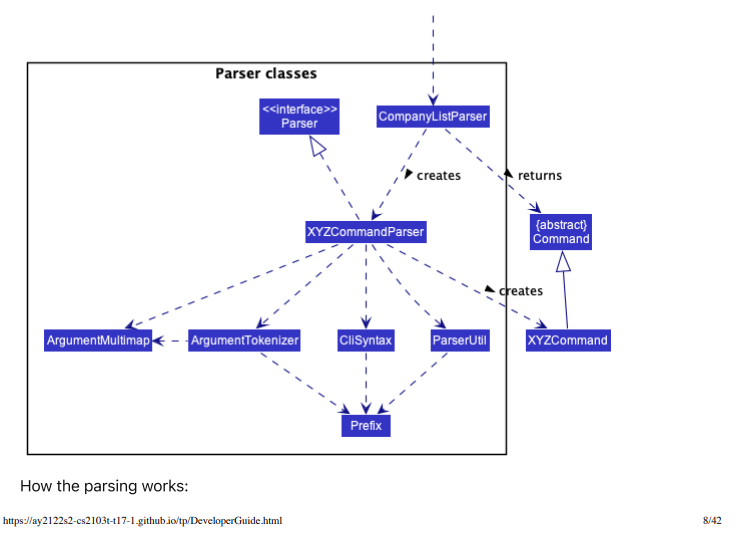 Parser classes
<<interface>>
Parser
CompanyListParser
creates
returns
XYZCommandParser
{abstract}
Command
creates
ArgumentMultimap
ArgumentTokenizer
CliSyntax
ParserUtil
XYZCommand
Prefix
How the parsing works:
https://ay2122s2-cs2103t-t17-1.github.io/tp/DeveloperGuide.html
8/42